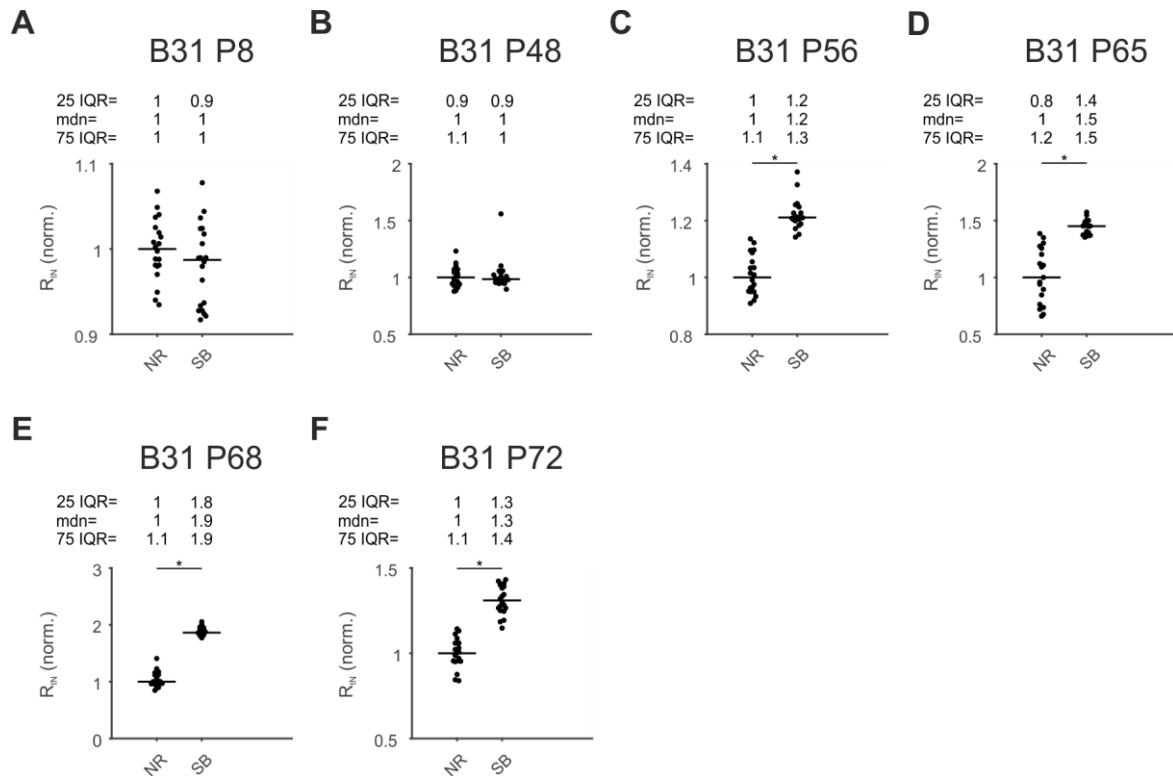 A
B31 P8
25 IQR= 1 0.9
mdn= 1 1
75 IQR= 1 1
1.1
1
0.9
R_IN (norm.)
NR SB
B
B31 P48
25 IQR= 0.9 0.9
mdn= 1 1
75 IQR= 1.1 1
2
1.5
1
0.5
R_IN (norm.)
NR SB
C
B31 P56
25 IQR= 1 1.2
mdn= 1 1.2
75 IQR= 1.1 1.3
*
1.4
1.2
1
0.8
R_IN (norm.)
NR SB
D
B31 P65
25 IQR= 0.8 1.4
mdn= 1 1.5
75 IQR= 1.2 1.5
*
2
1.5
1
0.5
R_IN (norm.)
NR SB
E
B31 P68
25 IQR= 1 1.8
mdn= 1 1.9
75 IQR= 1.1 1.9
*
3
2
1
0
R_IN (norm.)
NR SB
F
B31 P72
25 IQR= 1 1.3
mdn= 1 1.3
75 IQR= 1.1 1.4
*
1.5
1
0.5
R_IN (norm.)
NR SB